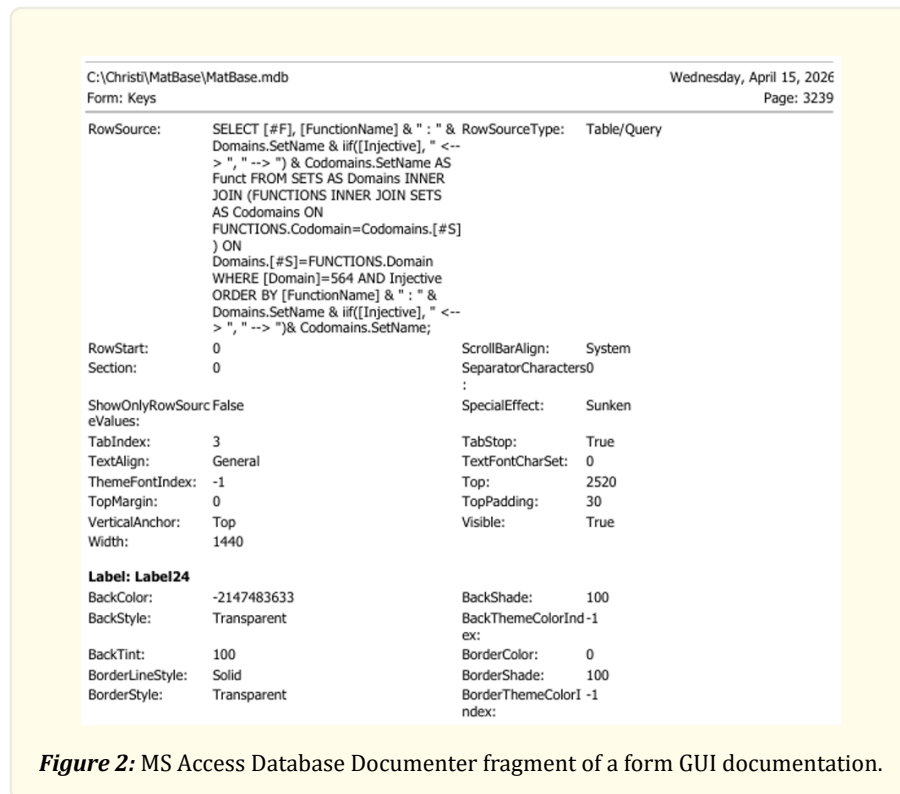 C:\Christi\MatBase\MatBase.mdb Wednesday, April 15, 2026
Form: Keys Page: 3239
RowSource: SELECT [#F], [FunctionName] & " : " & RowSourceType: Table/Query
Domains.SetName & iif([Injective], " <--
> ", " --> ") & Codomains.SetName AS
Funct FROM SETS AS Domains INNER
JOIN (FUNCTIONS INNER JOIN SETS
AS Codomains ON
FUNCTIONS.Codomain=Codomains.[#S]
) ON
Domains.[#S]=FUNCTIONS.Domain
WHERE [Domain]=564 AND Injective
ORDER BY [FunctionName] & " : " &
Domains.SetName & iif([Injective], " <--
> ", " --> ")& Codomains.SetName;
RowStart: 0 ScrollBarAlign: System
Section: 0 SeparatorCharacters0
:
ShowOnlyRowSourc False SpecialEffect: Sunken
eValues:
TabIndex: 3 TabStop: True
TextAlign: General TextFontCharSet: 0
ThemeFontIndex: -1 Top: 2520
TopMargin: 0 TopPadding: 30
VerticalAnchor: Top Visible: True
Width: 1440
Label: Label24
BackColor: -2147483633 BackShade: 100
BackStyle: Transparent BackThemeColorInd -1
ex:
BackTint: 100 BorderColor: 0
BorderLineStyle: Solid BorderShade: 100
BorderStyle: Transparent BorderThemeColorI -1
ndex:
Figure 2: MS Access Database Documenter fragment of a form GUI documentation.